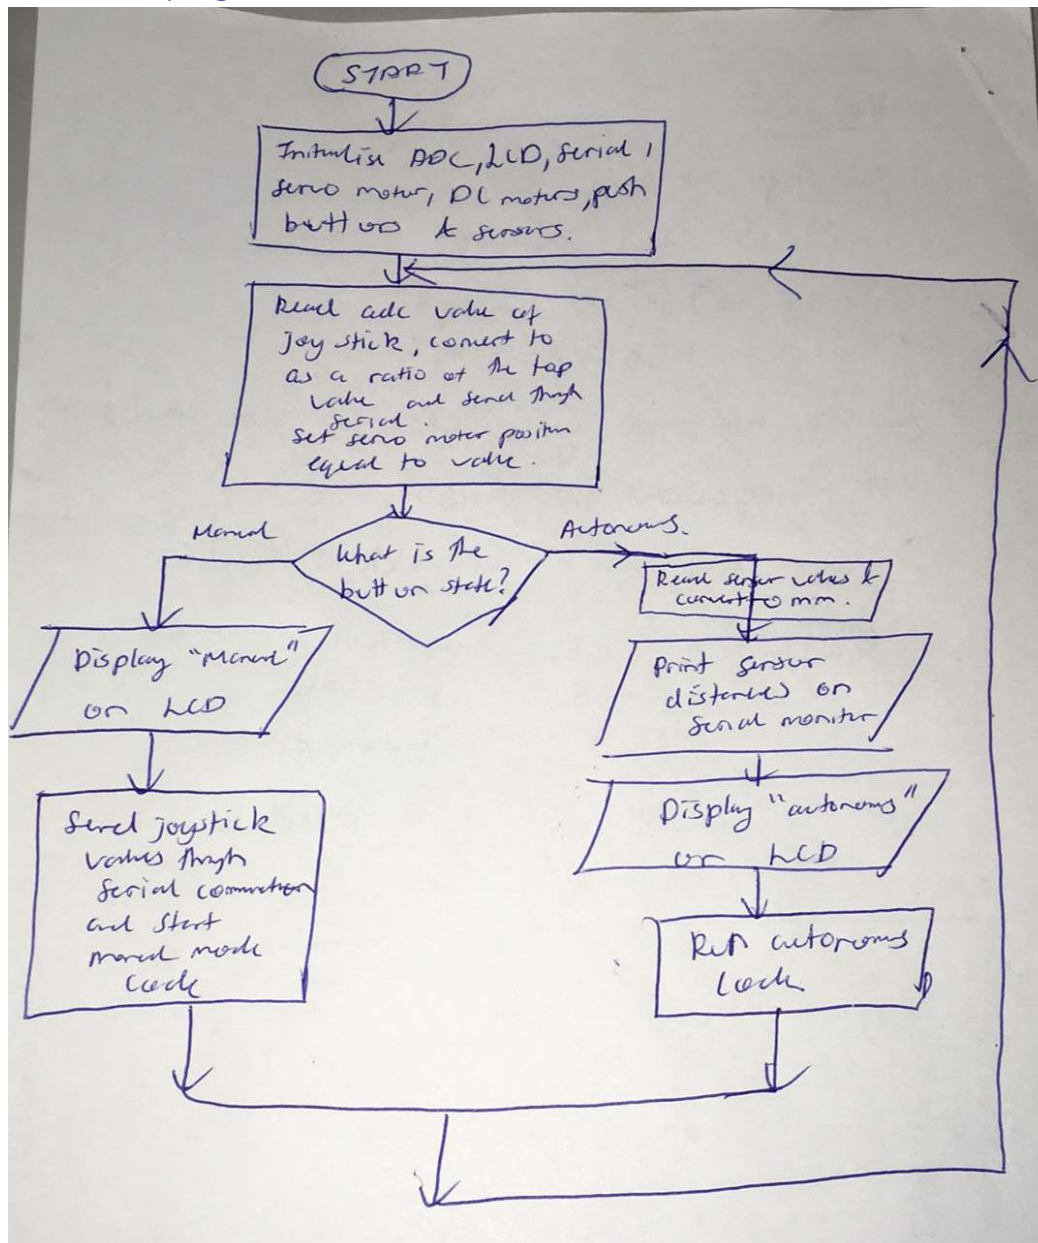 START
Initialise ADC, LCD, Serial,
servo motor, DC motors, push
buttons & sensors.
Read adc value of
joystick, convert to
as a ratio of the top
value and send through
serial.
Set servo motor position
equal to value.
Manual
What is the
button state?
Autonomous.
Display "Manual"
on LCD
Send joystick
values through
serial
and start
manual mode
code
Read sensor values &
convert to mm.
Print sensor
distances on
serial monitor
Display "autonomous"
on LCD
Run autonomous
code